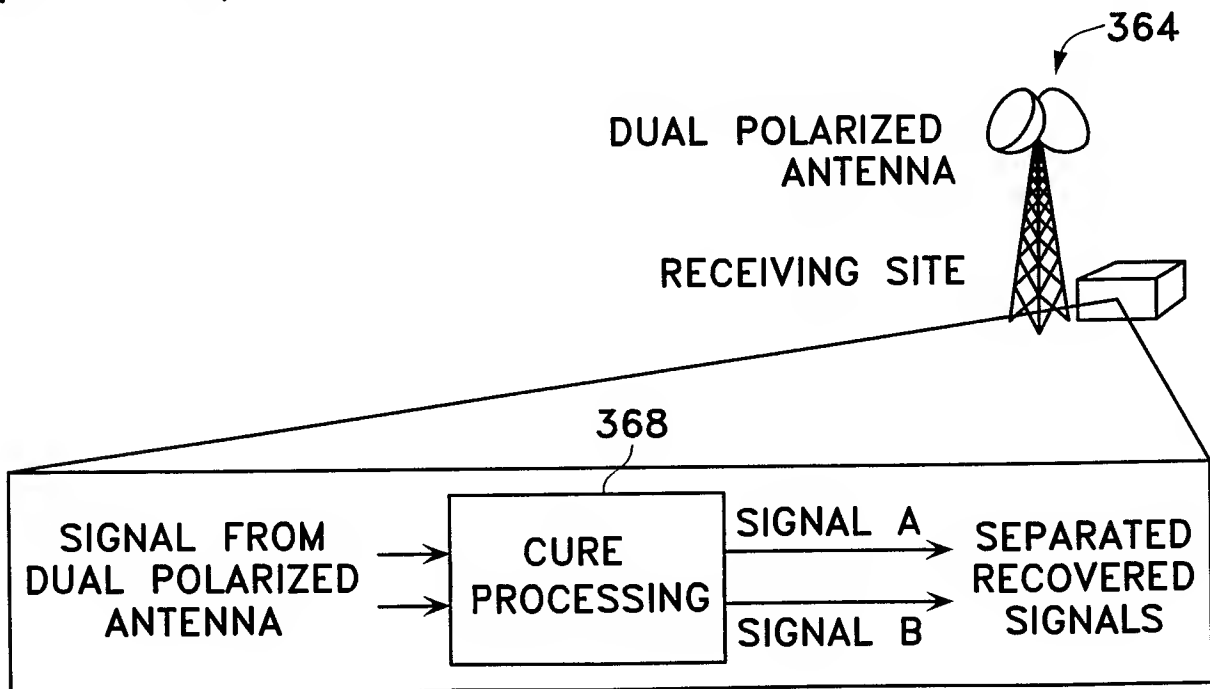 364
DUAL POLARIZED
ANTENNA
RECEIVING SITE
368
SIGNAL FROM
DUAL POLARIZED
ANTENNA
CURE
PROCESSING
SIGNAL A
SIGNAL B
SEPARATED
RECOVERED
SIGNALS